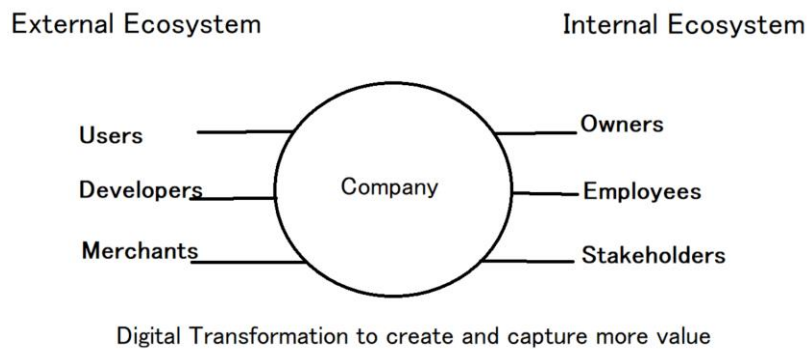 External Ecosystem
Internal Ecosystem
Users
Developers
Merchants
Company
Owners
Employees
Stakeholders
Digital Transformation to create and capture more value